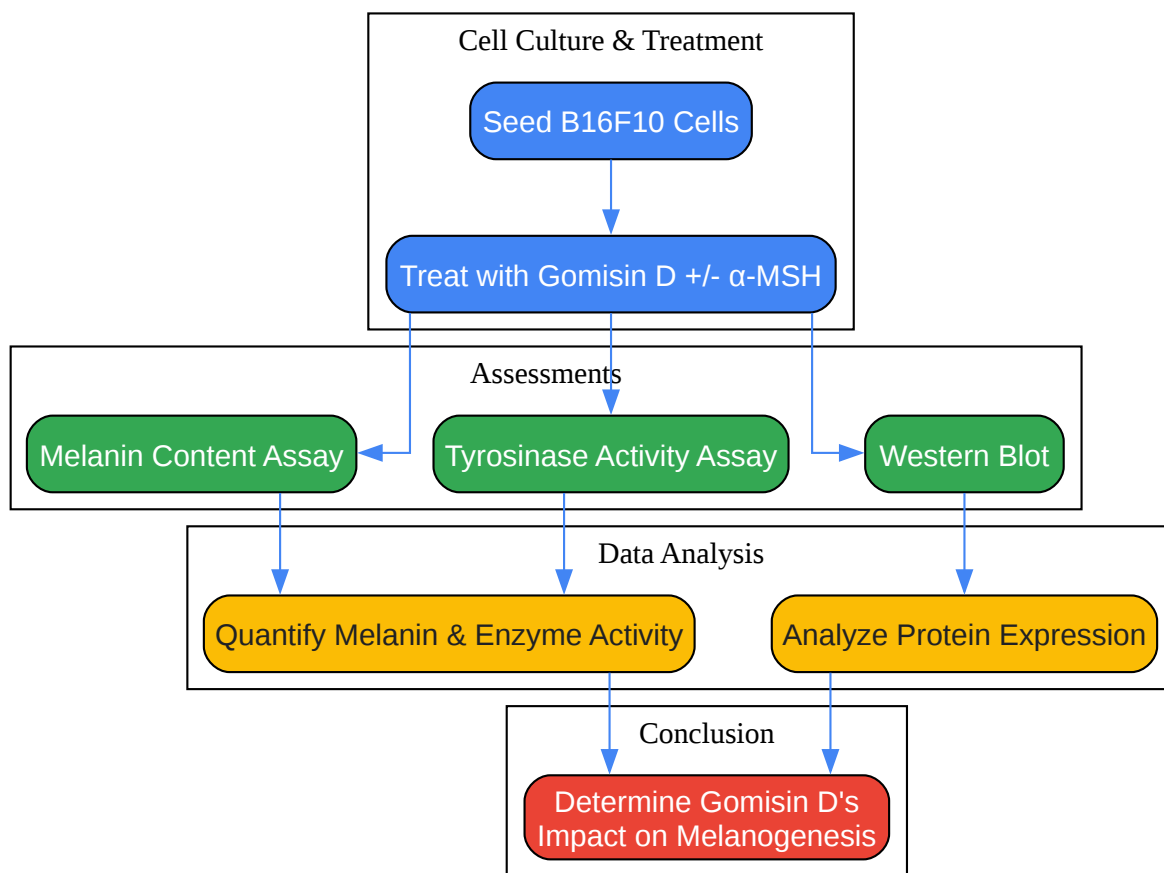 Cell Culture & Treatment
Seed B16F10 Cells
Treat with Gomisin D +/- α-MSH
Assessments
Melanin Content Assay
Tyrosinase Activity Assay
Western Blot
Data Analysis
Quantify Melanin & Enzyme Activity
Analyze Protein Expression
Conclusion
Determine Gomisin D's
Impact on Melanogenesis